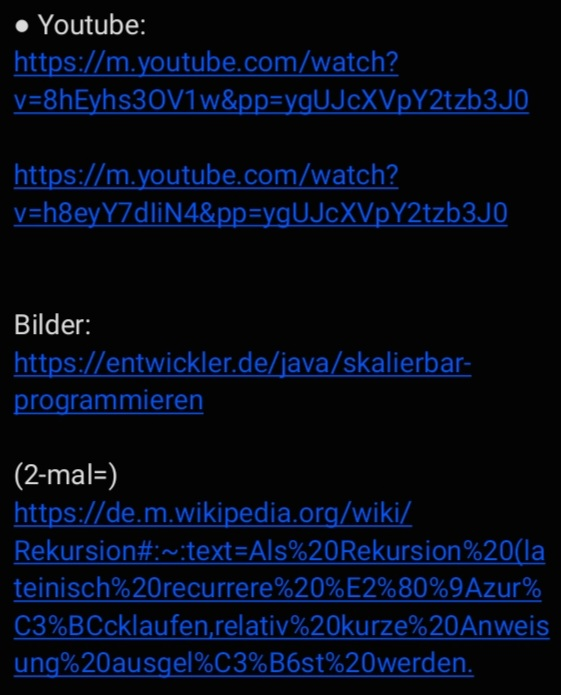 ● Youtube:
https://m.youtube.com/watch?
v=8hEyhs3OV1w&pp=ygUJcXVpY2tzb3J0
https://m.youtube.com/watch?
v=h8eyY7dIiN4&pp=ygUJcXVpY2tzb3J0
Bilder:
https://entwickler.de/java/skalierbar-
programmieren
(2-mal=)
https://de.m.wikipedia.org/wiki/
Rekursion#:~:text=Als%20Rekursion%20(la
teinisch%20recurrere%20%E2%80%9Azur%
C3%BCcklaufen,relativ%20kurze%20Anweis
ung%20ausgel%C3%B6st%20werden.